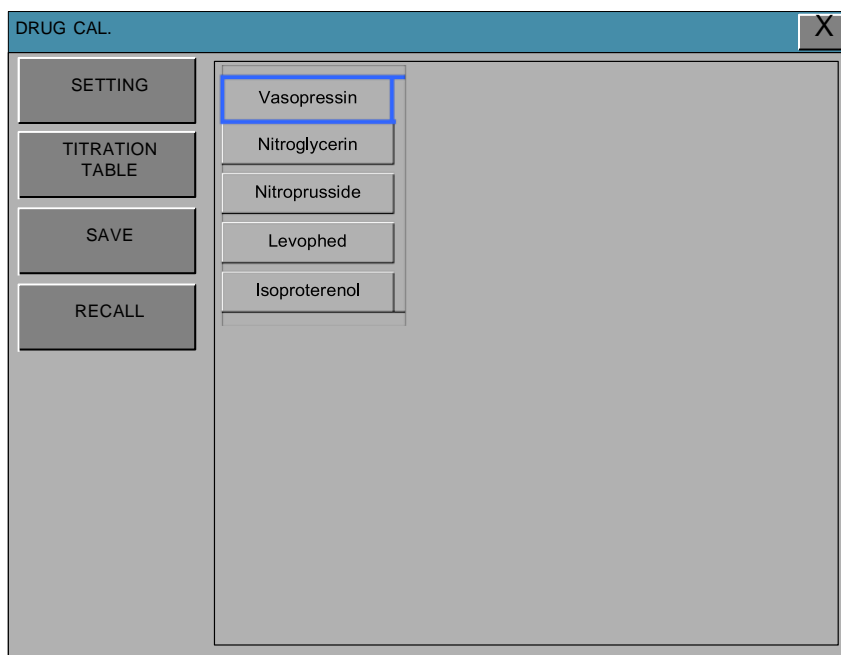 DRUG CAL.
X
SETTING
TITRATION
TABLE
SAVE
RECALL
Vasopressin
Nitroglycerin
Nitroprusside
Levophed
Isoproterenol